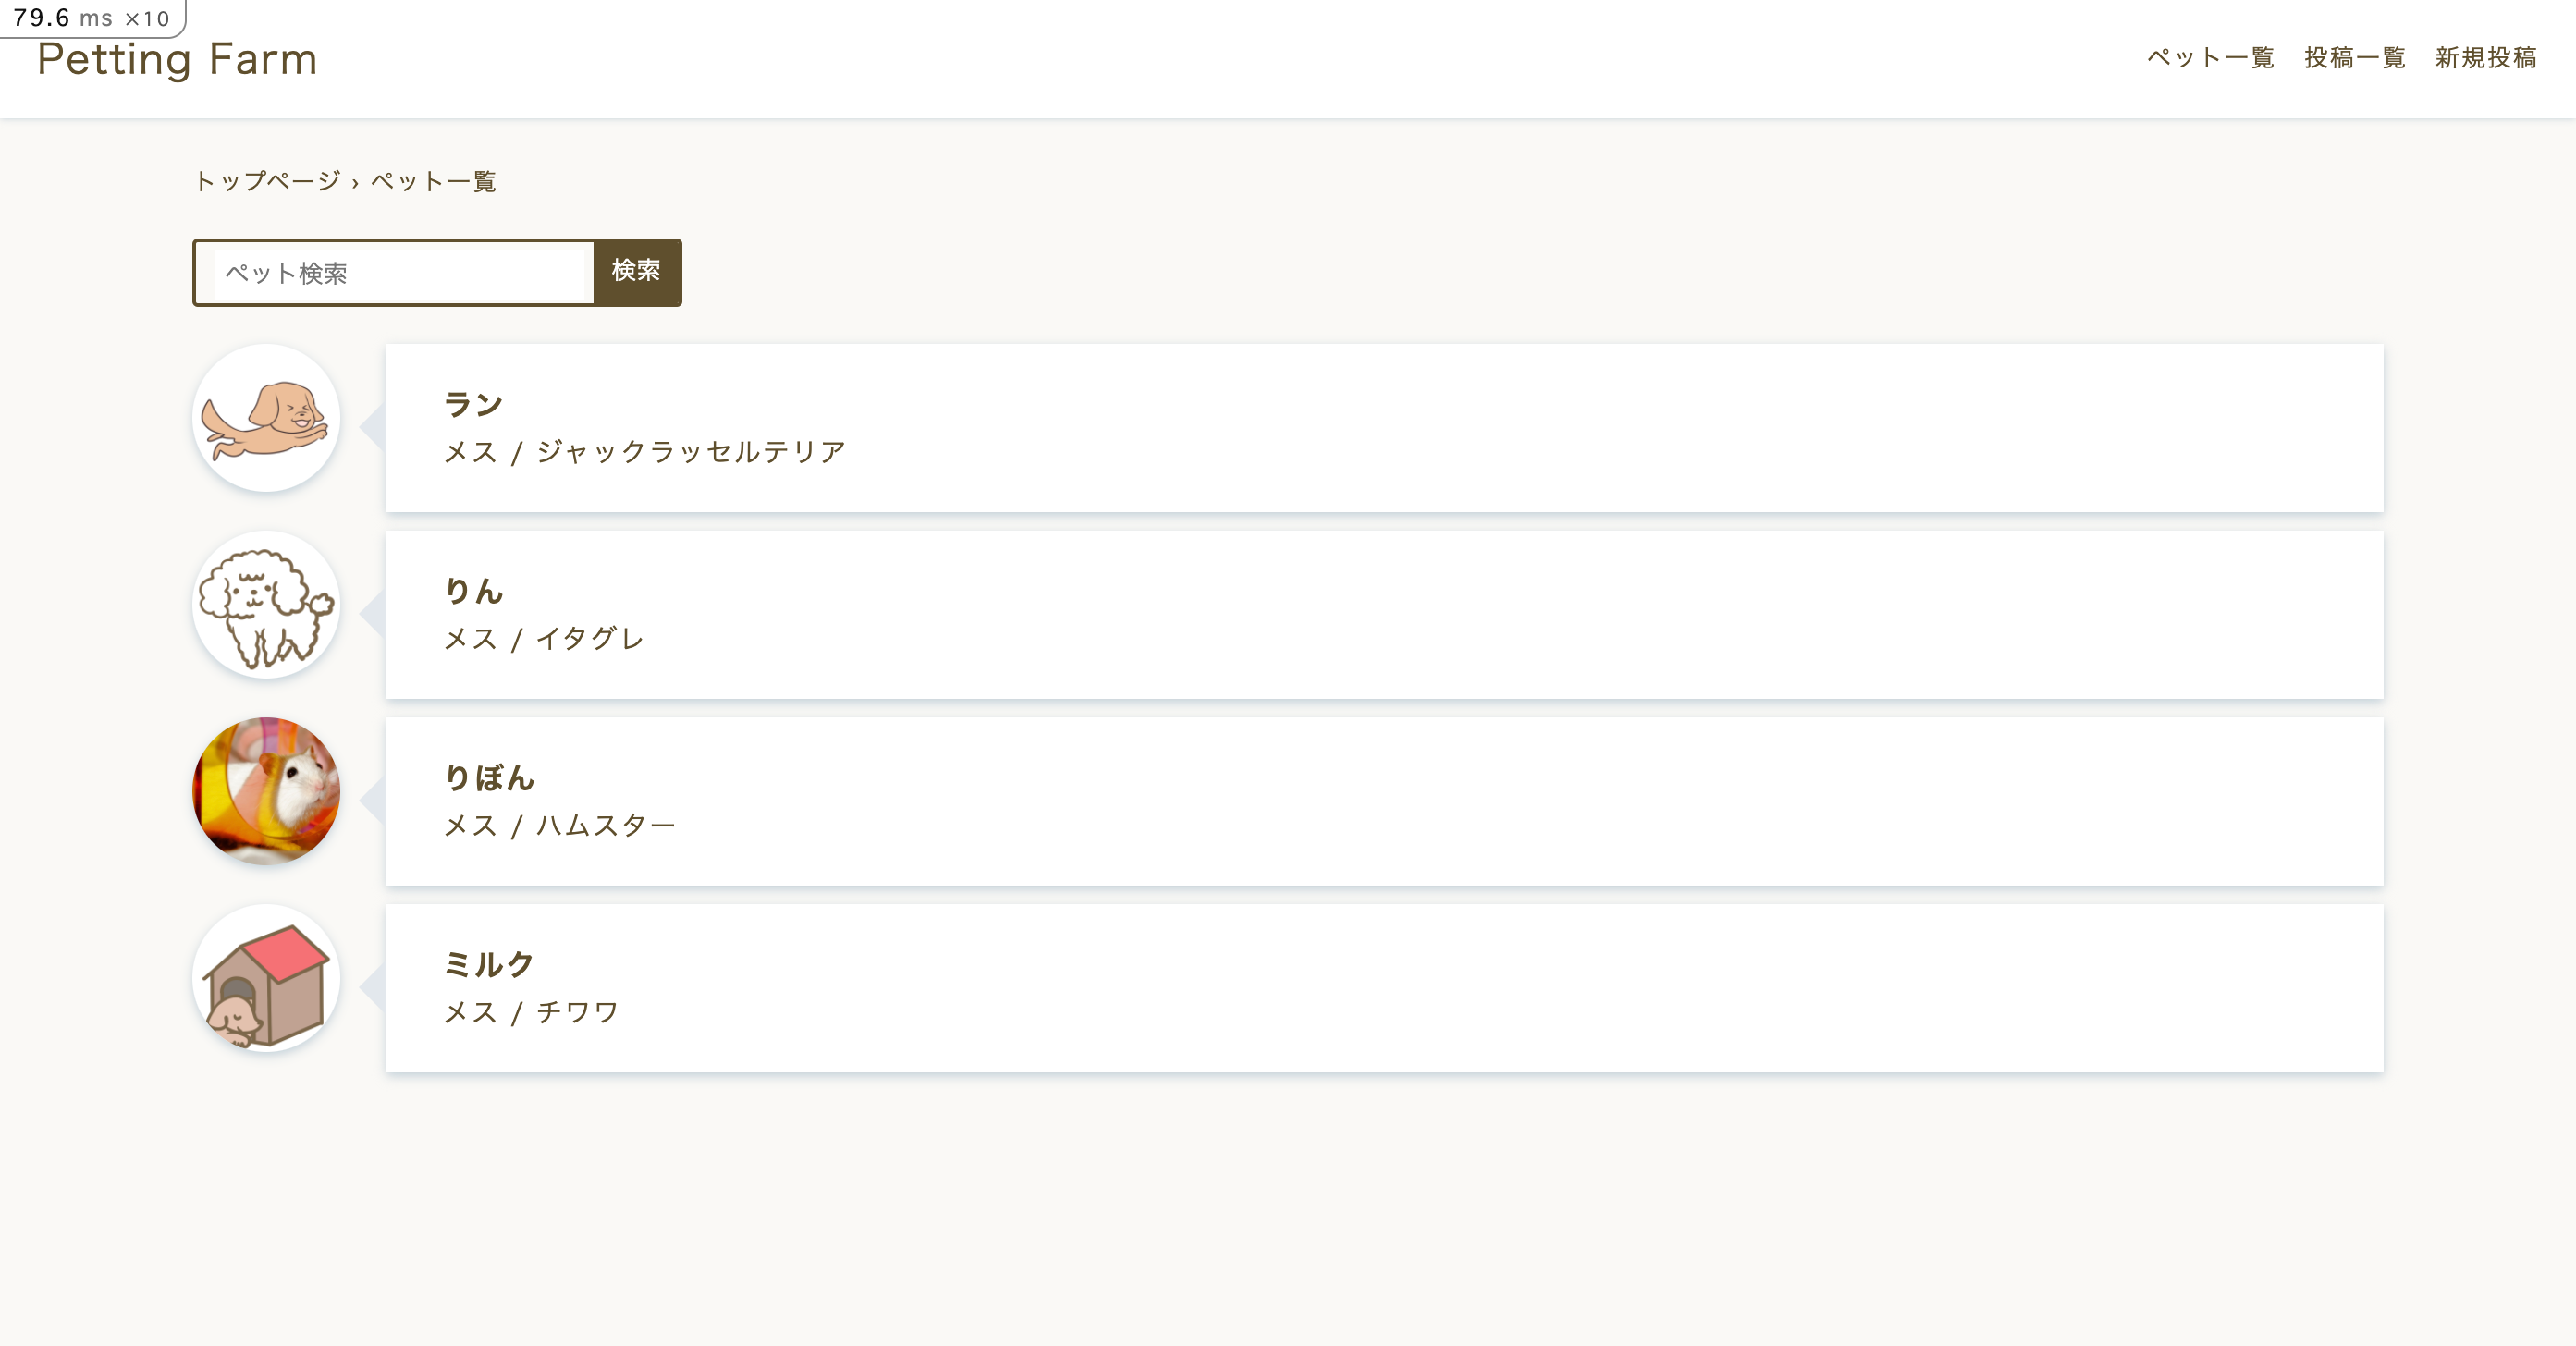 79.6 ms ×10
Petting Farm
ペット一覧 投稿一覧 新規投稿
トップページ › ペット一覧
ペット検索 検索
ラン
メス / ジャックラッセルテリア
りん
メス / イタグレ
りぼん
メス / ハムスター
ミルク
メス / チワワ